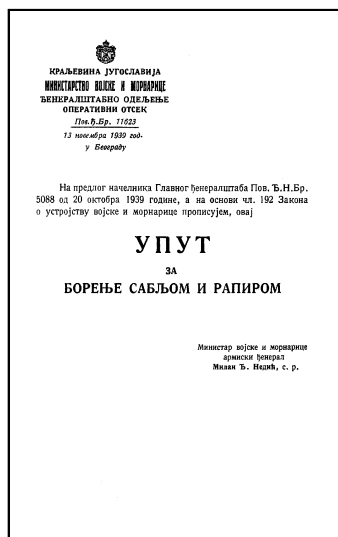 КРАЉЕВИНА ЈУГОСЛАВИЈА
МИНИСТАРСТВО ВОЈСКЕ И МОРНАРИЦЕ
ЂЕНЕРАЛШТАБНО ОДЕЉЕЊЕ
ОПЕРАТИВНИ ОТСЕК
Пов.Ђ.Бр. 11623
13 новембра 1939 год-
у Београду
На предлог начелника Главног ђенералштаба Пов. Ђ.Н.Бр.
5088 од 20 октобра 1939 године, а на основи чл. 192 Закона
о устројству војске и морнарице прописујем, овај
УПУТ
ЗА
БОРЕЊЕ САБЉОМ И РАПИРОМ
Министар војске и морнарице
армиски ђенерал
Милан Ђ. Недић, с. р.